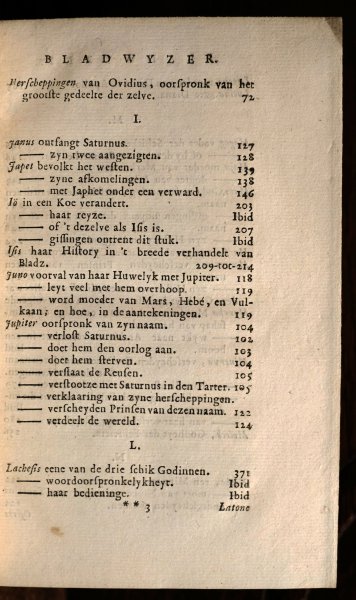 BLADWYZER.
Herscheppingen van Ovidius, oorspronk van het
grootste gedeelte der zelve. 72
I.
Janus ontfangt Saturnus. 127
—— zyn twee aangezigten. 128
Japet bevolkt het westen. 139
—— zyne afkomelingen. 138
—— met Japhet onder een verward. 146
Iö in een Koe verandert. 203
—— haar reyze. Ibid
—— of 't dezelve als Isis is. 207
—— gissingen ontrent dit stuk. Ibid
Isis haar History in 't breede verhandele van
Bladz. 209-tot-214
Juno voorval van haar Huwelyk met Jupiter. 118
—— leyt veel met hem overhoop. 119
—— word moeder van Mars, Hebé, en Vul-
kaan; en hoe, in de aantekeningen. 119
Jupiter oorspronk van zyn naam. 104
—— verlost Saturnus. 102
—— doet hem den oorlog aan. 103
—— doet hem sterven. 104
—— verslaat de Reusen. 105
—— verstootze met Saturnus in den Tarter. 105
—— verklaaring van zyne herscheppingen.
—— verscheyden Prinsen van dezen naam. 122
—— verdeelt de wereld. 124
L.
Lachesis eene van de drie schik Godinnen. 371
—— woordoorspronkelykheyt. Ibid
—— haar bedieninge. Ibid
** 3 Latone